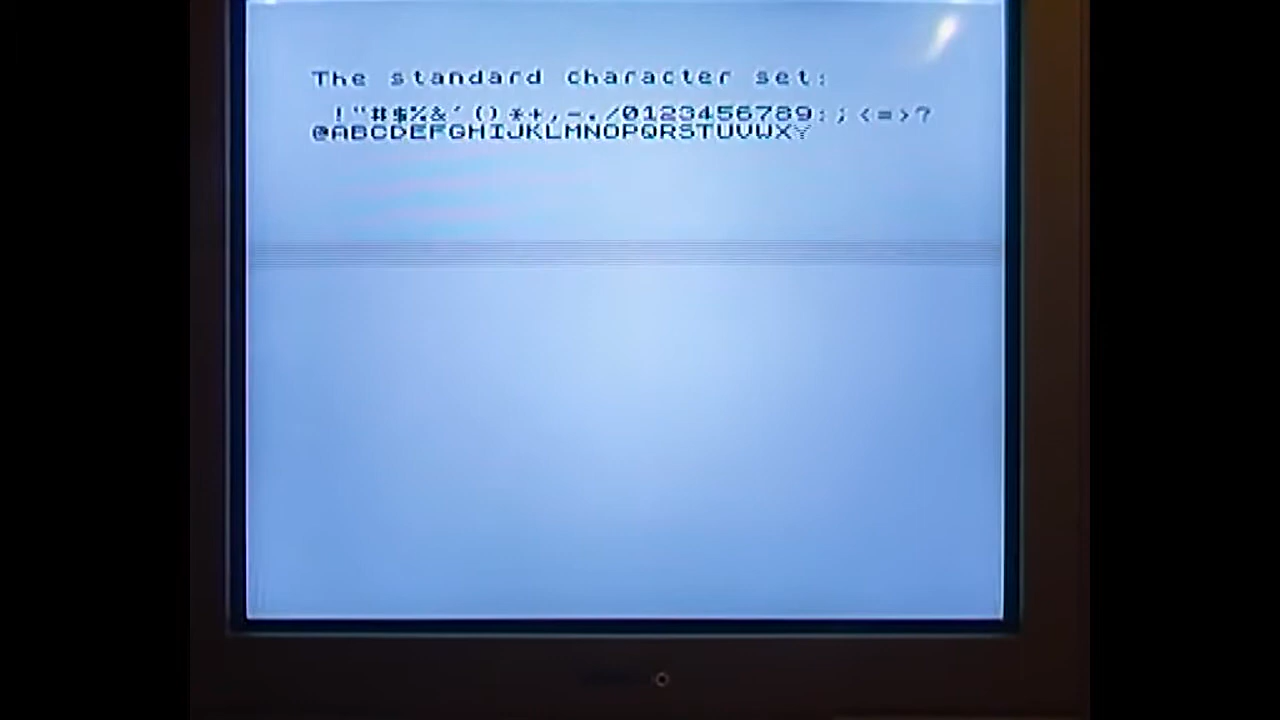 The standard character set:
 !"#$%&'()*+,-./0123456789:;<=>?
@ABCDEFGHIJKLMNOPQRSTUVWXY